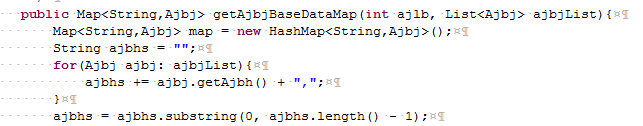 public Map<String,Ajbj> getAjbjBaseDataMap(int ajlb, List<Ajbj> ajbjList){¤¶
Map<String,Ajbj> map = new HashMap<String,Ajbj>();¤¶
String ajbhs = "";¤¶
for(Ajbj ajbj: ajbjList){¤¶
ajbhs += ajbj.getAjbh() + ",";¤¶
}¤¶
ajbhs = ajbhs.substring(0, ajbhs.length() - 1);¤¶